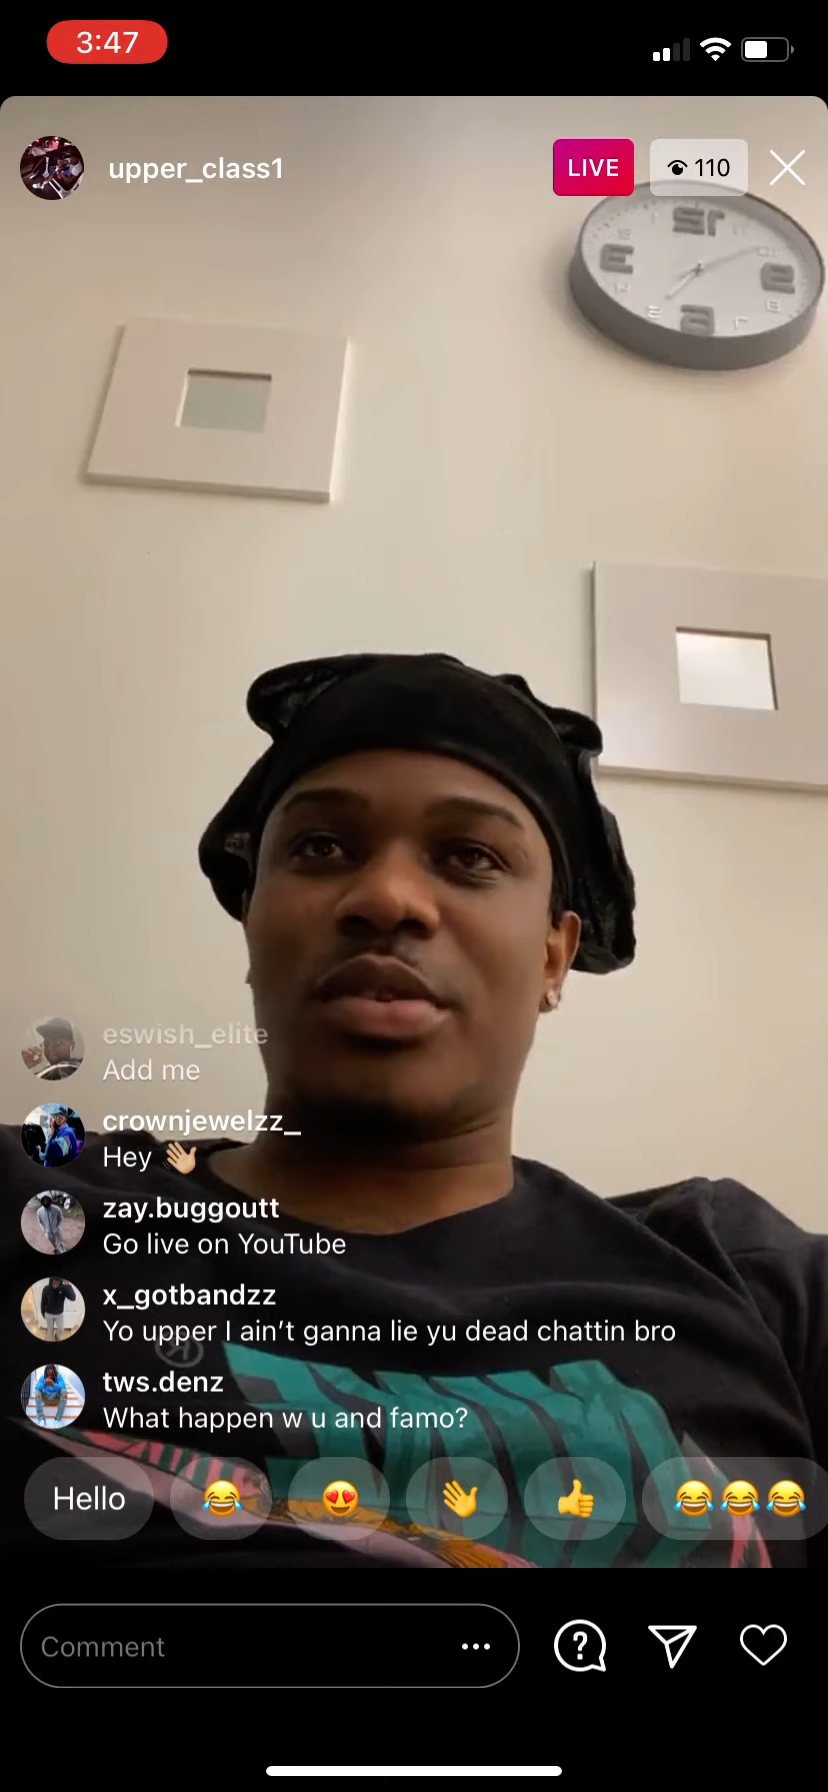 3:47
upper_class1
LIVE
110
eswish_elite
Add me
crownjewelzz_
Hey 👋🏼
zay.buggoutt
Go live on YouTube
x_gotbandzz
Yo upper I ain’t ganna lie yu dead chattin bro
tws.denz
What happen w u and famo?
Hello 😂 😍 👋 👍 😂😂😂
Comment